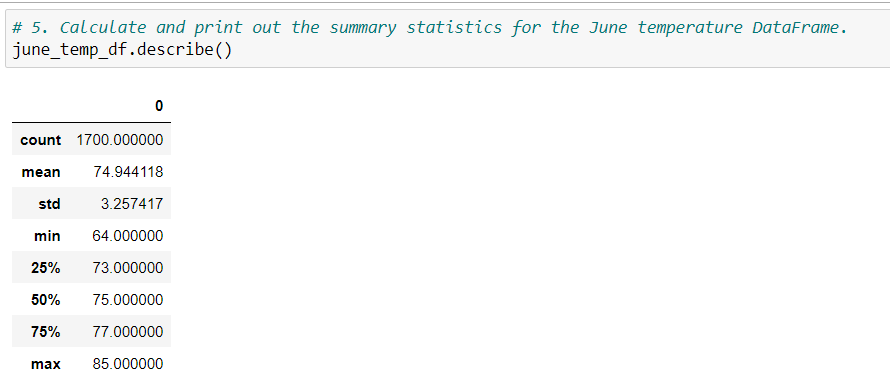 # 5. Calculate and print out the summary statistics for the June temperature DataFrame.
june_temp_df.describe()
0
count 1700.000000
mean 74.944118
std 3.257417
min 64.000000
25% 73.000000
50% 75.000000
75% 77.000000
max 85.000000